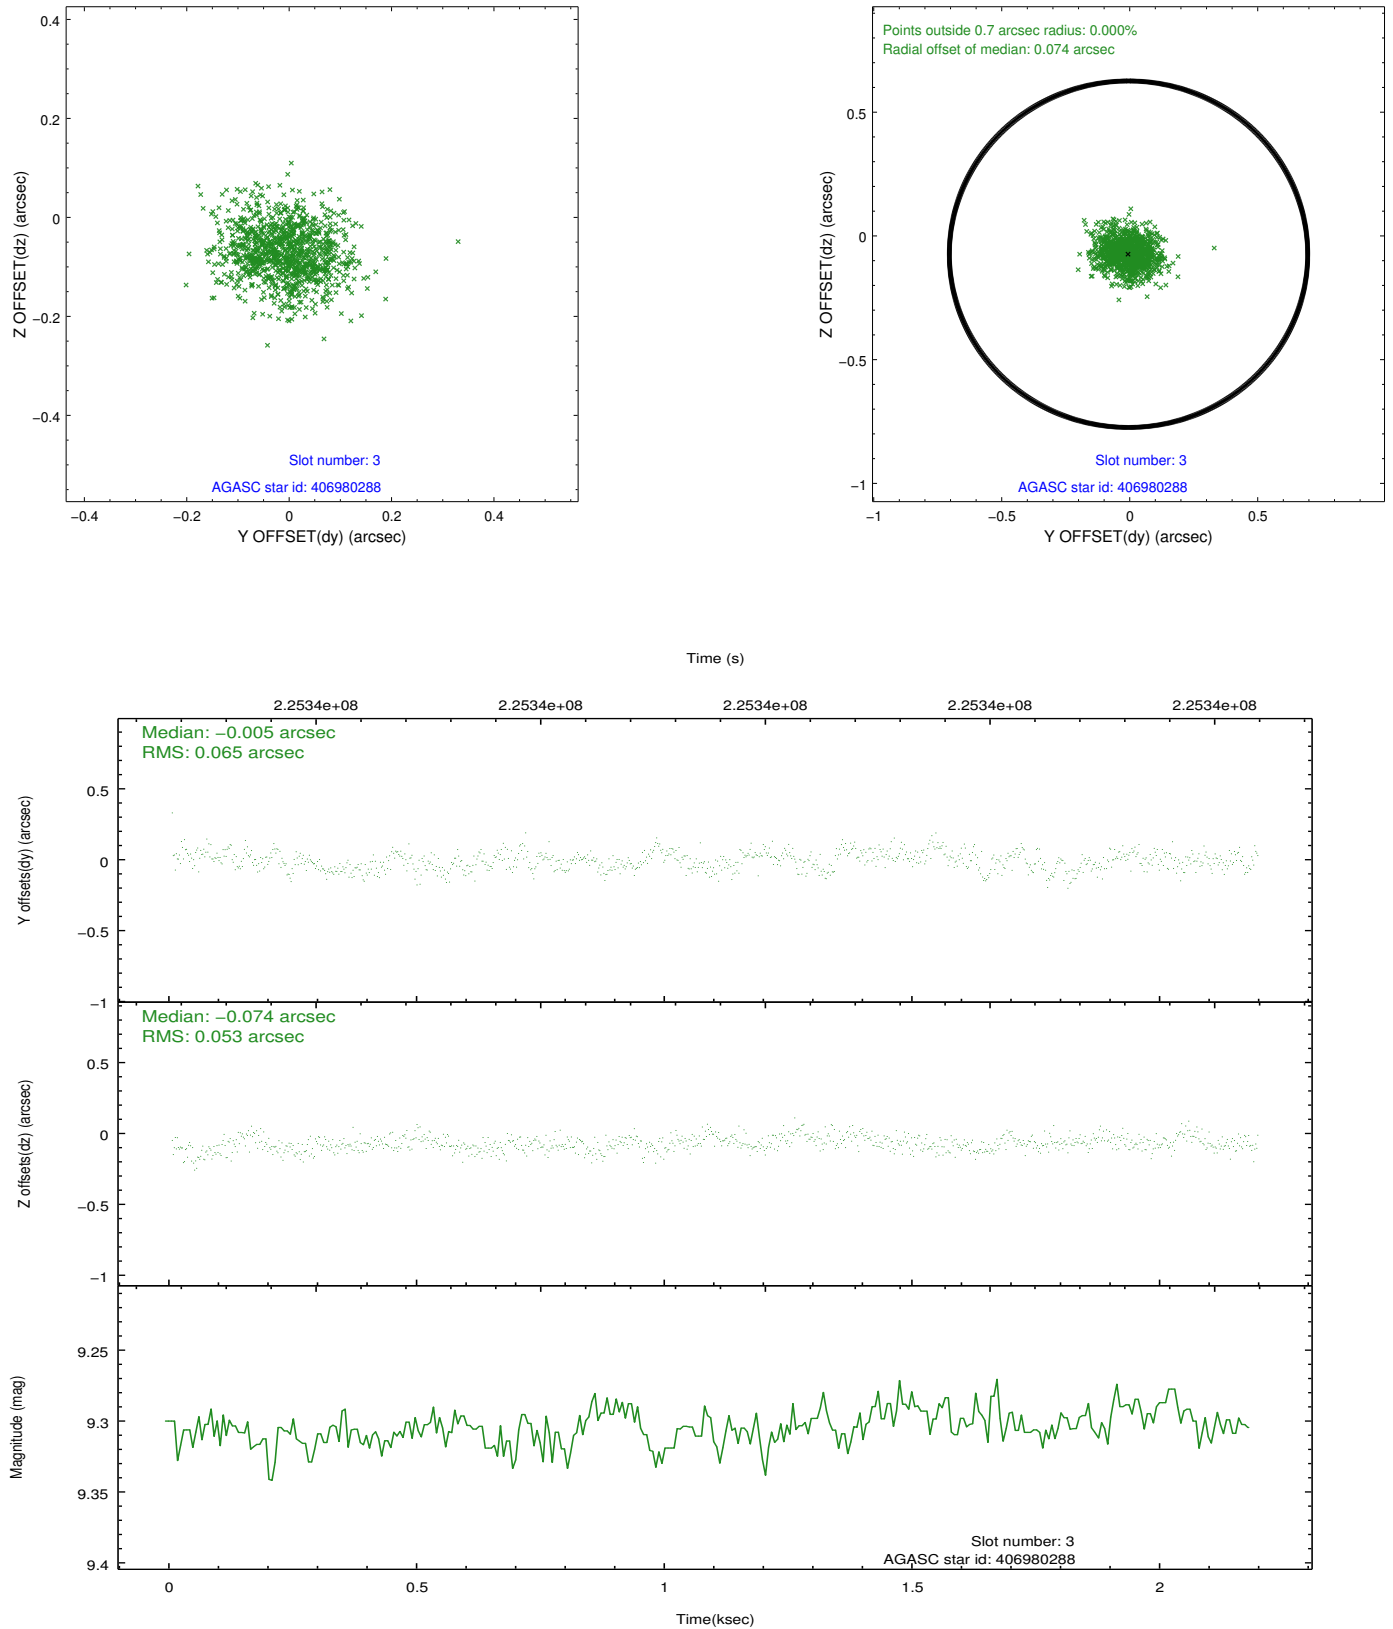 0.4
0.2
0
−0.2
−0.4
Z OFFSET(dz) (arcsec)
Slot number: 3
AGASC star id: 406980288
−0.4 −0.2 0 0.2 0.4
Y OFFSET(dy) (arcsec)
Points outside 0.7 arcsec radius: 0.000%
Radial offset of median: 0.074 arcsec
0.5
0
−0.5
−1
Z OFFSET(dz) (arcsec)
Slot number: 3
AGASC star id: 406980288
−1 −0.5 0 0.5
Y OFFSET(dy) (arcsec)
Time (s)
2.2534e+08 2.2534e+08 2.2534e+08 2.2534e+08 2.2534e+08
Median: −0.005 arcsec
RMS: 0.065 arcsec
0.5
0
−0.5
−1
Y offsets(dy) (arcsec)
Median: −0.074 arcsec
RMS: 0.053 arcsec
0.5
0
−0.5
−1
Z offsets(dz) (arcsec)
9.25
9.3
9.35
9.4
Magnitude (mag)
Slot number: 3
AGASC star id: 406980288
0 0.5 1 1.5 2
Time(ksec)